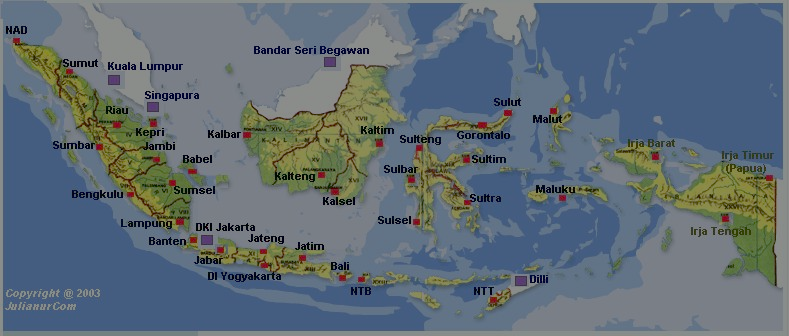 NAD
Sumut
Kuala Lumpur
Bandar Seri Begawan
Singapura
Riau
Kepri
Sumbar
Jambi
Babel
Bengkulu
Sumsel
Lampung
Banten
DKI Jakarta
Jabar
Jateng
DI Yogyakarta
Jatim
Bali
NTB
NTT
Dilli
Kalbar
KALIMANTAN
Kalteng
Kalsel
Kaltim
Sulut
Gorontalo
Sulteng
Sultim
Sulbar
Sultra
Sulsel
Malut
Maluku
Irja Barat
Irja Timur
(Papua)
Irja Tengah
Copyright @ 2003
JulianurCom